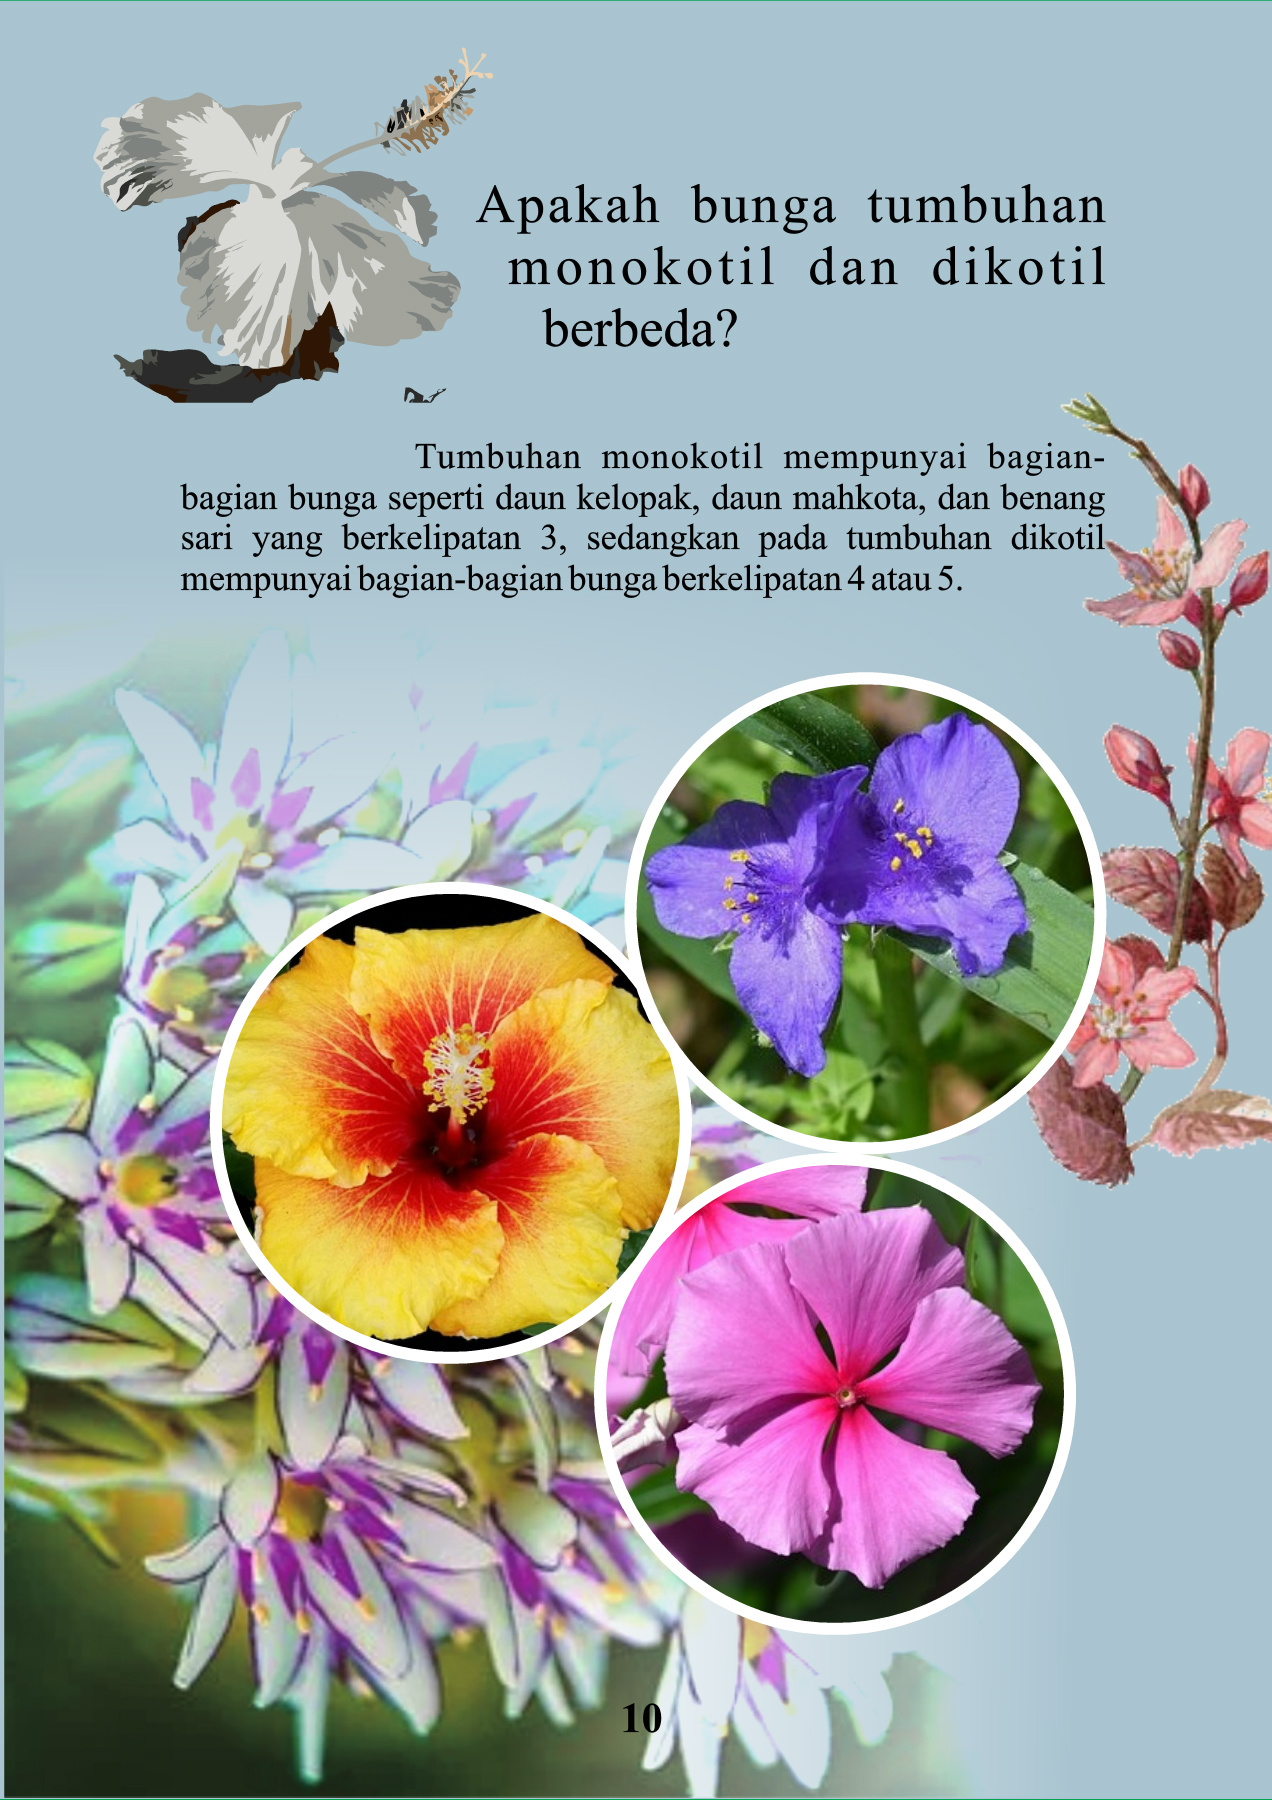 Apakah bunga tumbuhan
monokotil dan dikotil
berbeda?
Tumbuhan monokotil mempunyai bagian-
bagian bunga seperti daun kelopak, daun mahkota, dan benang
sari yang berkelipatan 3, sedangkan pada tumbuhan dikotil
mempunyai bagian-bagian bunga berkelipatan 4 atau 5.
10